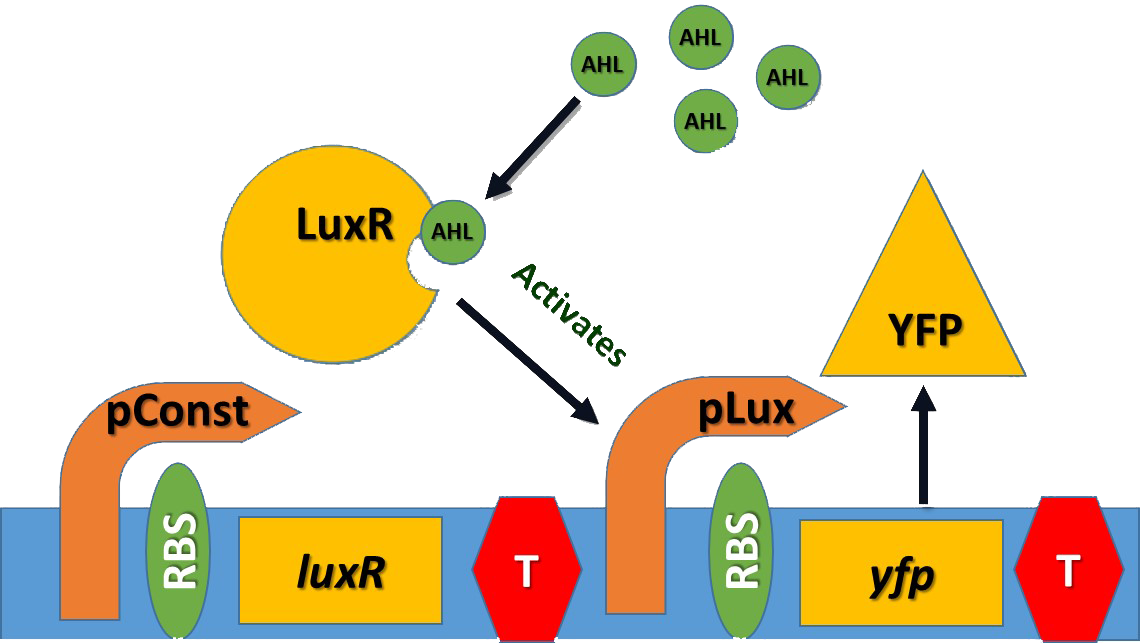 AHL
AHL
AHL
AHL
LuxR
AHL
Activates
YFP
pConst
pLux
RBS
luxR
T
RBS
yfp
T